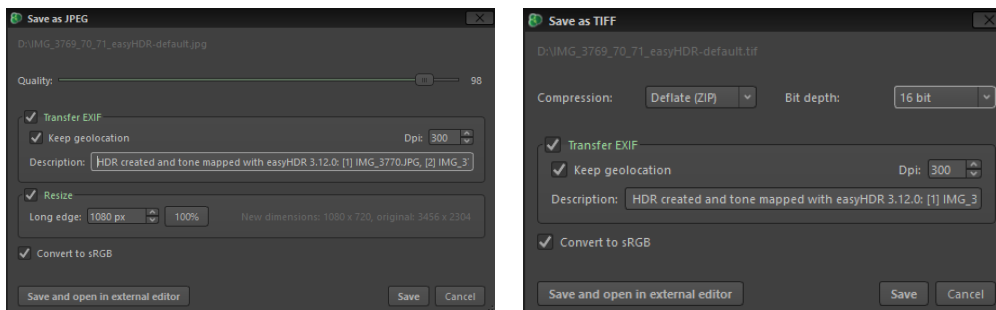 Save as JPEG
D:\IMG_3769_70_71_easyHDR-default.jpg
Quality: 98
Transfer EXIF
Keep geolocation Dpi: 300
Description: HDR created and tone mapped with easyHDR 3.12.0: [1] IMG_3770.JPG, [2] IMG_3
Resize
Long edge: 1080 px 100% New dimensions: 1080 x 720, original: 3456 x 2304
Convert to sRGB
Save and open in external editor Save Cancel
Save as TIFF
D:\IMG_3769_70_71_easyHDR-default.tif
Compression: Deflate (ZIP) Bit depth: 16 bit
Transfer EXIF
Keep geolocation Dpi: 300
Description: HDR created and tone mapped with easyHDR 3.12.0: [1] IMG_3
Convert to sRGB
Save and open in external editor Save Cancel